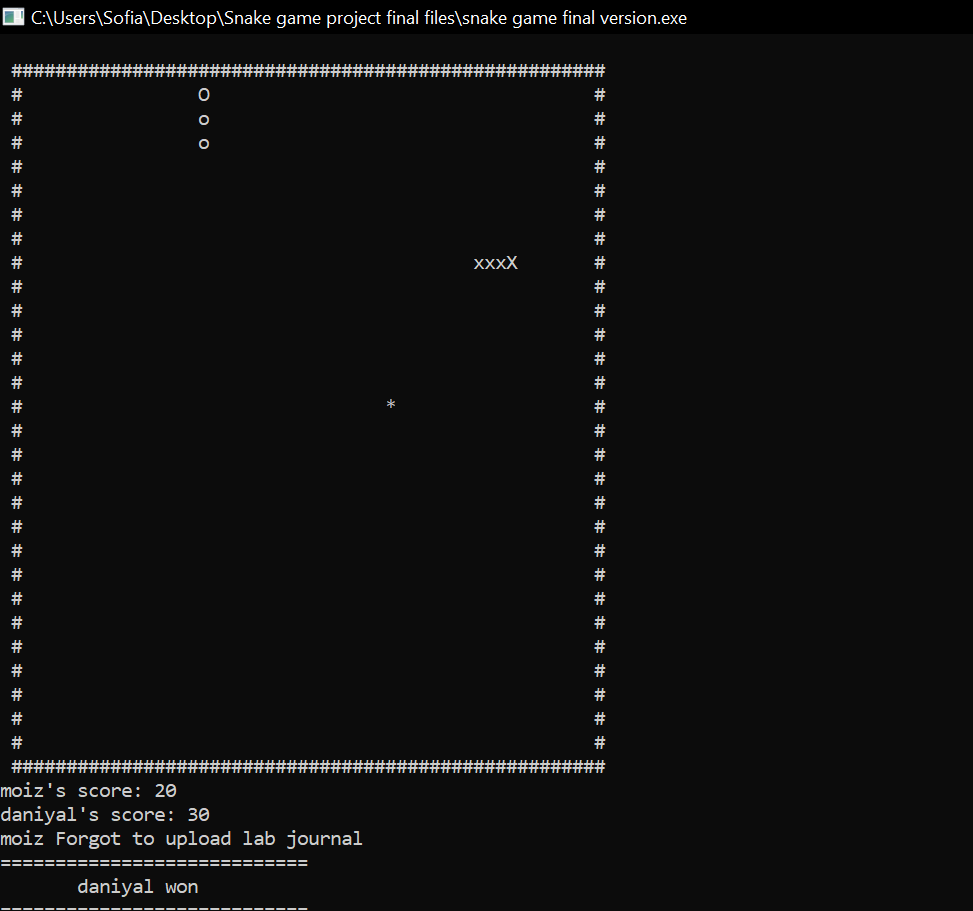 C:\Users\Sofia\Desktop\Snake game project final files\snake game final version.exe
 ######################################################
 #                O                                   #
 #                o                                   #
 #                o                                   #
 #                                                    #
 #                                                    #
 #                                                    #
 #                                                    #
 #                                         xxxX       #
 #                                                    #
 #                                                    #
 #                                                    #
 #                                                    #
 #                                                    #
 #                                 *                  #
 #                                                    #
 #                                                    #
 #                                                    #
 #                                                    #
 #                                                    #
 #                                                    #
 #                                                    #
 #                                                    #
 #                                                    #
 #                                                    #
 #                                                    #
 #                                                    #
 #                                                    #
 #                                                    #
 ######################################################
moiz's score: 20
daniyal's score: 30
moiz Forgot to upload lab journal
============================
       daniyal won
============================